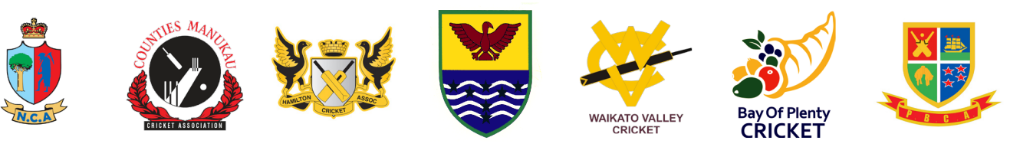 N.C.A
COUNTIES MANUKAU
CRICKET ASSOCIATION
HAMILTON ASSOC
CRICKET
WAIKATO VALLEY
CRICKET
Bay Of Plenty
CRICKET
P B C A